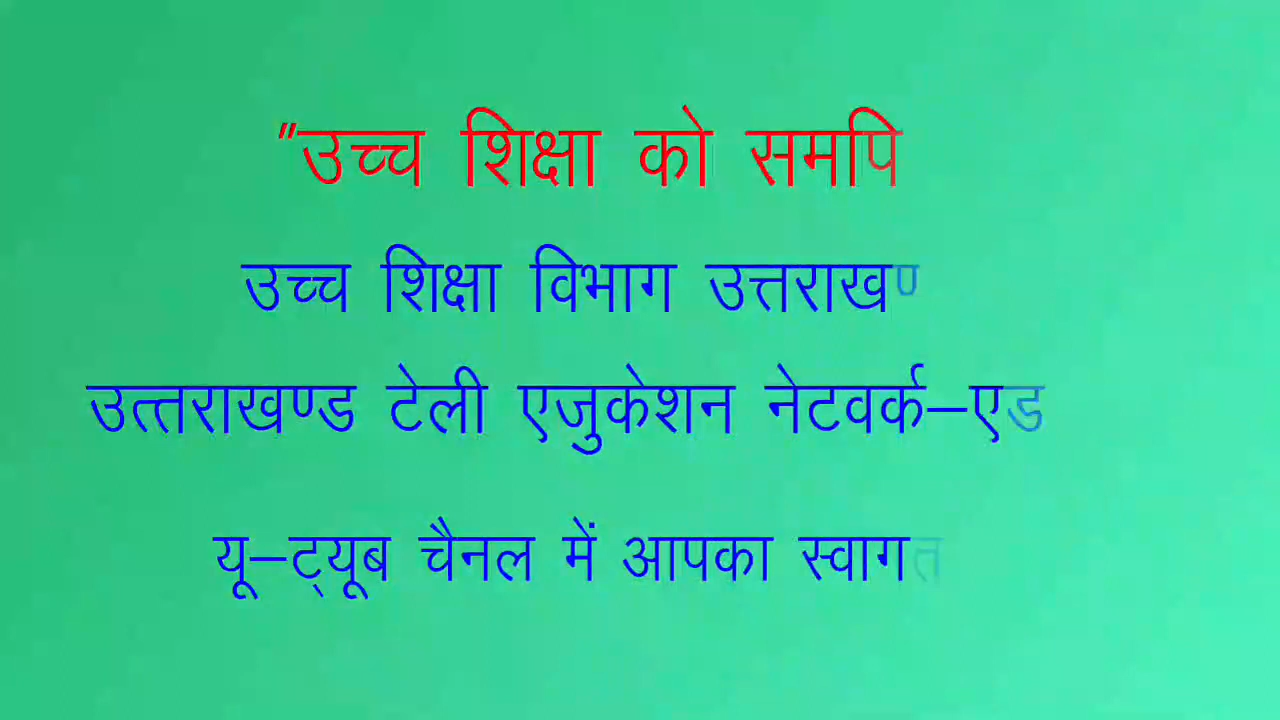 "उच्च शिक्षा को समपि
उच्च शिक्षा विभाग उत्तराखण
उत्तराखण्ड टेली एजुकेशन नेटवर्क–एड
यू–ट्यूब चैनल में आपका स्वागत